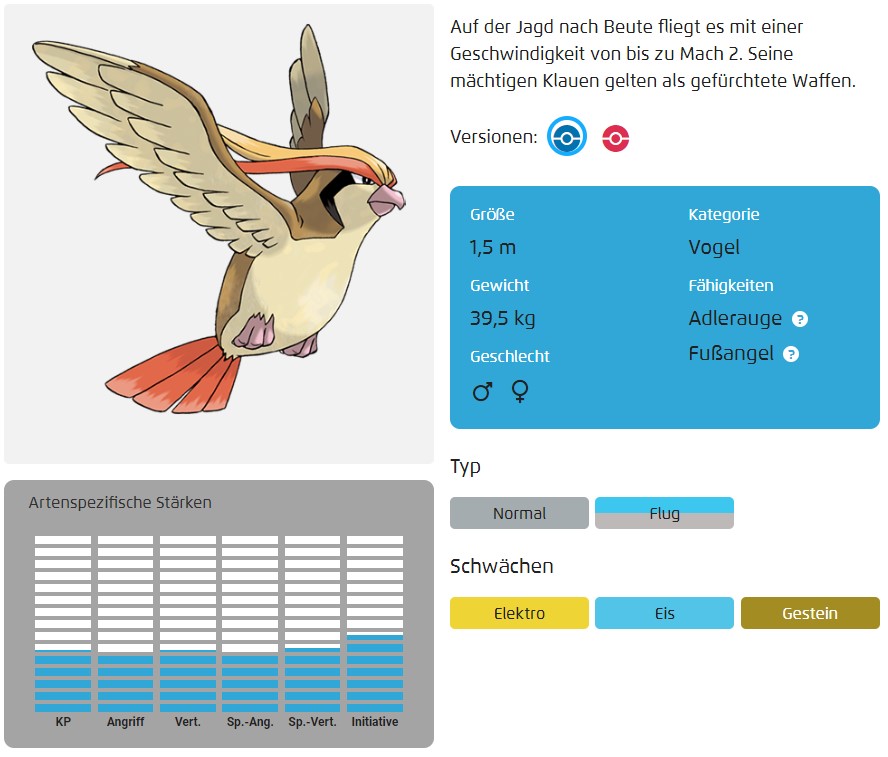 Auf der Jagd nach Beute fliegt es mit einer
Geschwindigkeit von bis zu Mach 2. Seine
mächtigen Klauen gelten als gefürchtete Waffen.
Versionen:
Größe
Kategorie
1,5 m
Vogel
Gewicht
Fähigkeiten
39,5 kg
Adlerauge ?
Fußangel ?
Geschlecht
♂ ♀
Typ
Normal
Flug
Schwächen
Elektro
Eis
Gestein
Artenspezifische Stärken
KP
Angriff
Vert.
Sp.-Ang.
Sp.-Vert.
Initiative